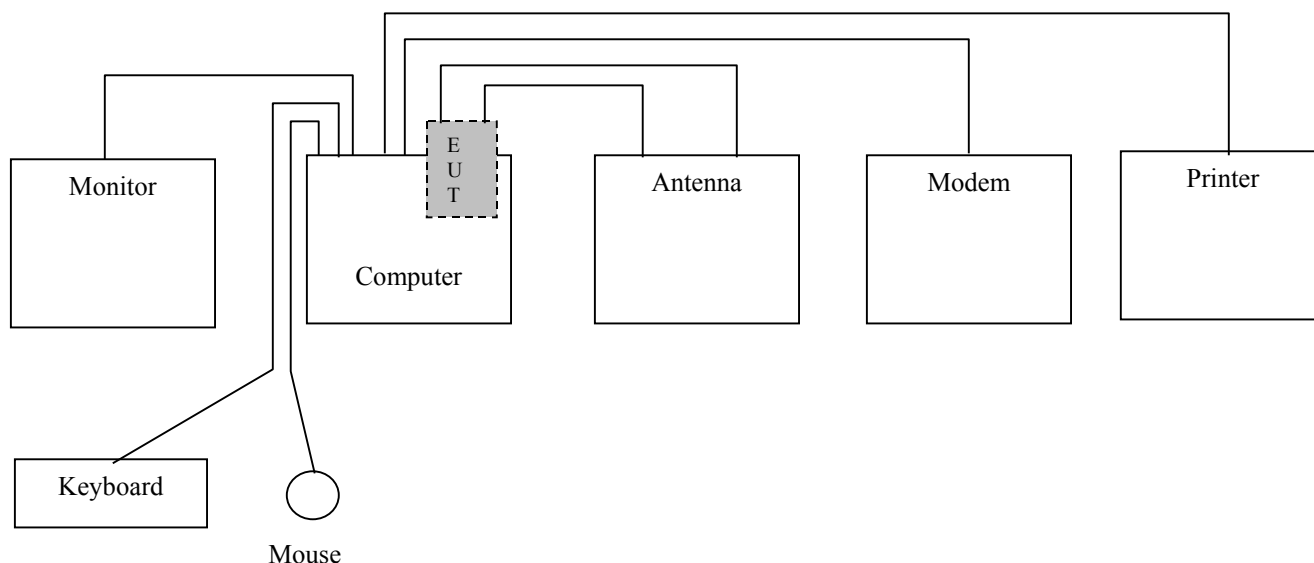 Monitor
E
U
T
Computer
Antenna
Modem
Printer
Keyboard
Mouse